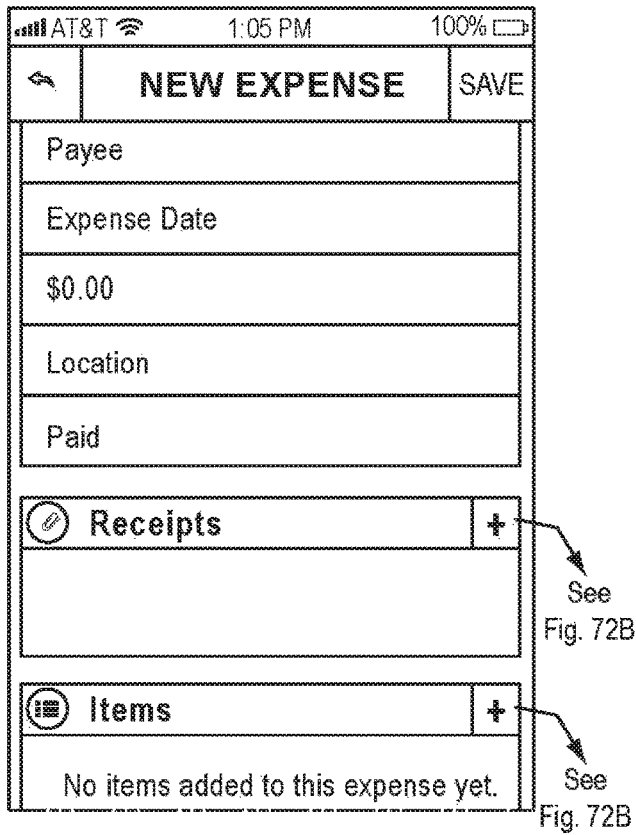 AT&T 1:05 PM 100%
NEW EXPENSE SAVE
Payee
Expense Date
$0.00
Location
Paid
Receipts +
See
Fig. 72B
Items +
No items added to this expense yet.
See
Fig. 72B